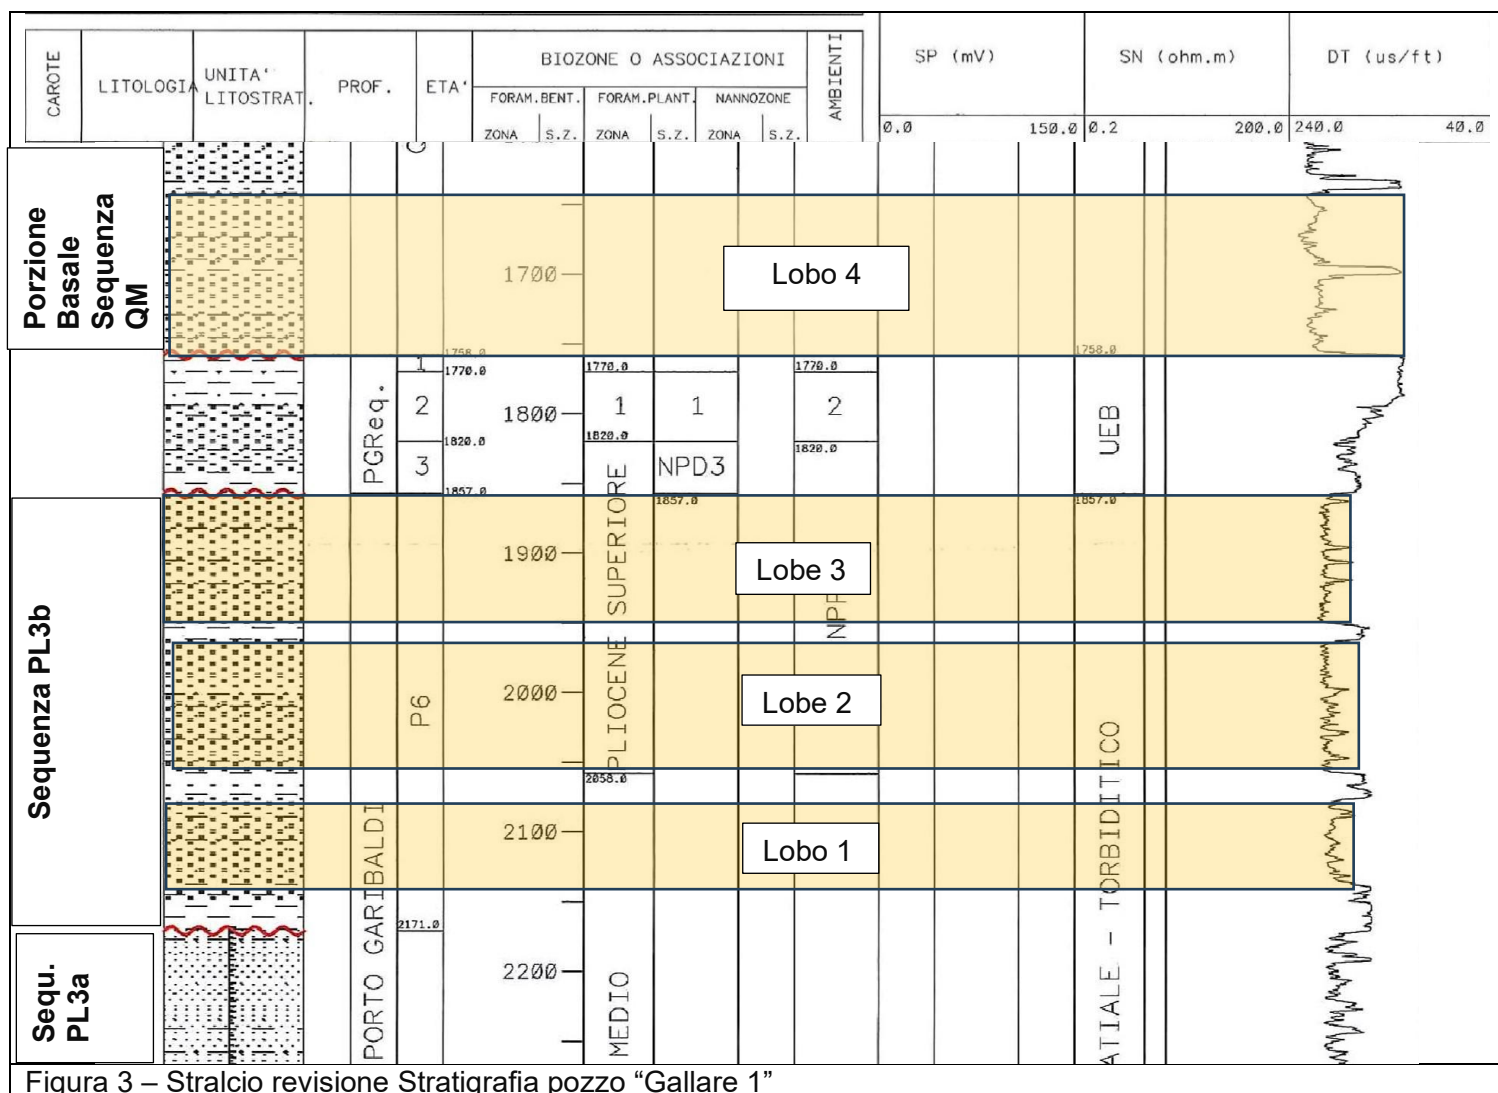 CAROTE
LITOLOGIA
UNITA'
LITOSTRAT.
PROF.
ETA'
BIOZONE O ASSOCIAZIONI
FORAM.BENT.
FORAM.PLANT.
NANNOZONE
ZONA
S.Z.
ZONA
S.Z.
ZONA
S.Z.
AMBIENTI
SP (mV)
SN (ohm.m)
DT (us/ft)
0.0
150.0
0.2
200.0
240.0
40.0
Porzione
Basale
Sequenza
QM
Lobo 4
1700
1758.0
1758.0
1
1770.0
1770.0
1770.0
PGReq.
2
1800
1
1
2
UEB
1820.0
1820.0
1820.0
3
NPD3
1857.0
1857.0
1857.0
Sequenza PL3b
1900
Lobe 3
PLIOCENE SUPERIORE
P6
2000
Lobe 2
2058.0
2100
Lobo 1
PORTO GARIBALDI
ATIALE - TORBIDITICO
2171.0
Sequ.
PL3a
2200
MEDIO
Figura 3 – Stralcio revisione Stratigrafia pozzo “Gallare 1”